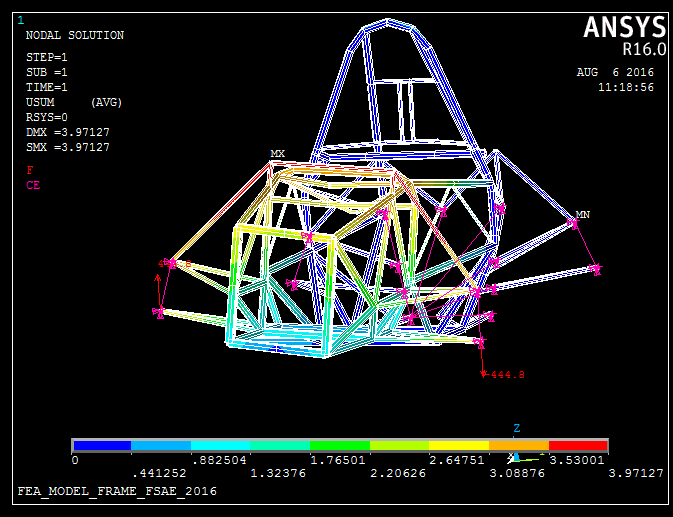 1
NODAL SOLUTION
STEP=1
SUB =1
TIME=1
USUM (AVG)
RSYS=0
DMX =3.97127
SMX =3.97127
F
CE
ANSYS
R16.0
AUG 6 2016
11:18:56
MX
MN
-444.8
Z
0 .441252 .882504 1.32376 1.76501 2.20626 2.64751 3.08876 3.53001 3.97127
FEA_MODEL_FRAME_FSAE_2016